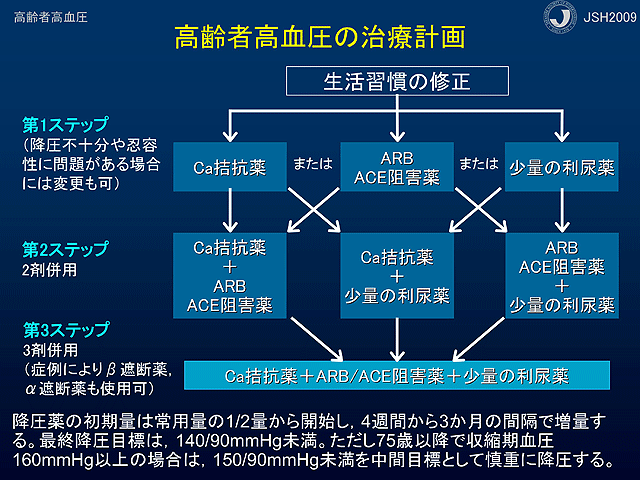 高齢者高血圧
JSH2009
高齢者高血圧の治療計画
生活習慣の修正
第1ステップ
（降圧不十分や忍容
性に問題がある場合
には変更も可）
Ca拮抗薬
または
ARB
ACE阻害薬
または
少量の利尿薬
第2ステップ
2剤併用
Ca拮抗薬
＋
ARB
ACE阻害薬
Ca拮抗薬
＋
少量の利尿薬
ARB
ACE阻害薬
＋
少量の利尿薬
第3ステップ
3剤併用
（症例によりβ遮断薬，
α遮断薬も使用可）
Ca拮抗薬＋ARB/ACE阻害薬＋少量の利尿薬
降圧薬の初期量は常用量の1/2量から開始し，4週間から3か月の間隔で増量す
る。最終降圧目標は，140/90mmHg未満。ただし75歳以降で収縮期血圧
160mmHg以上の場合は，150/90mmHg未満を中間目標として慎重に降圧する。